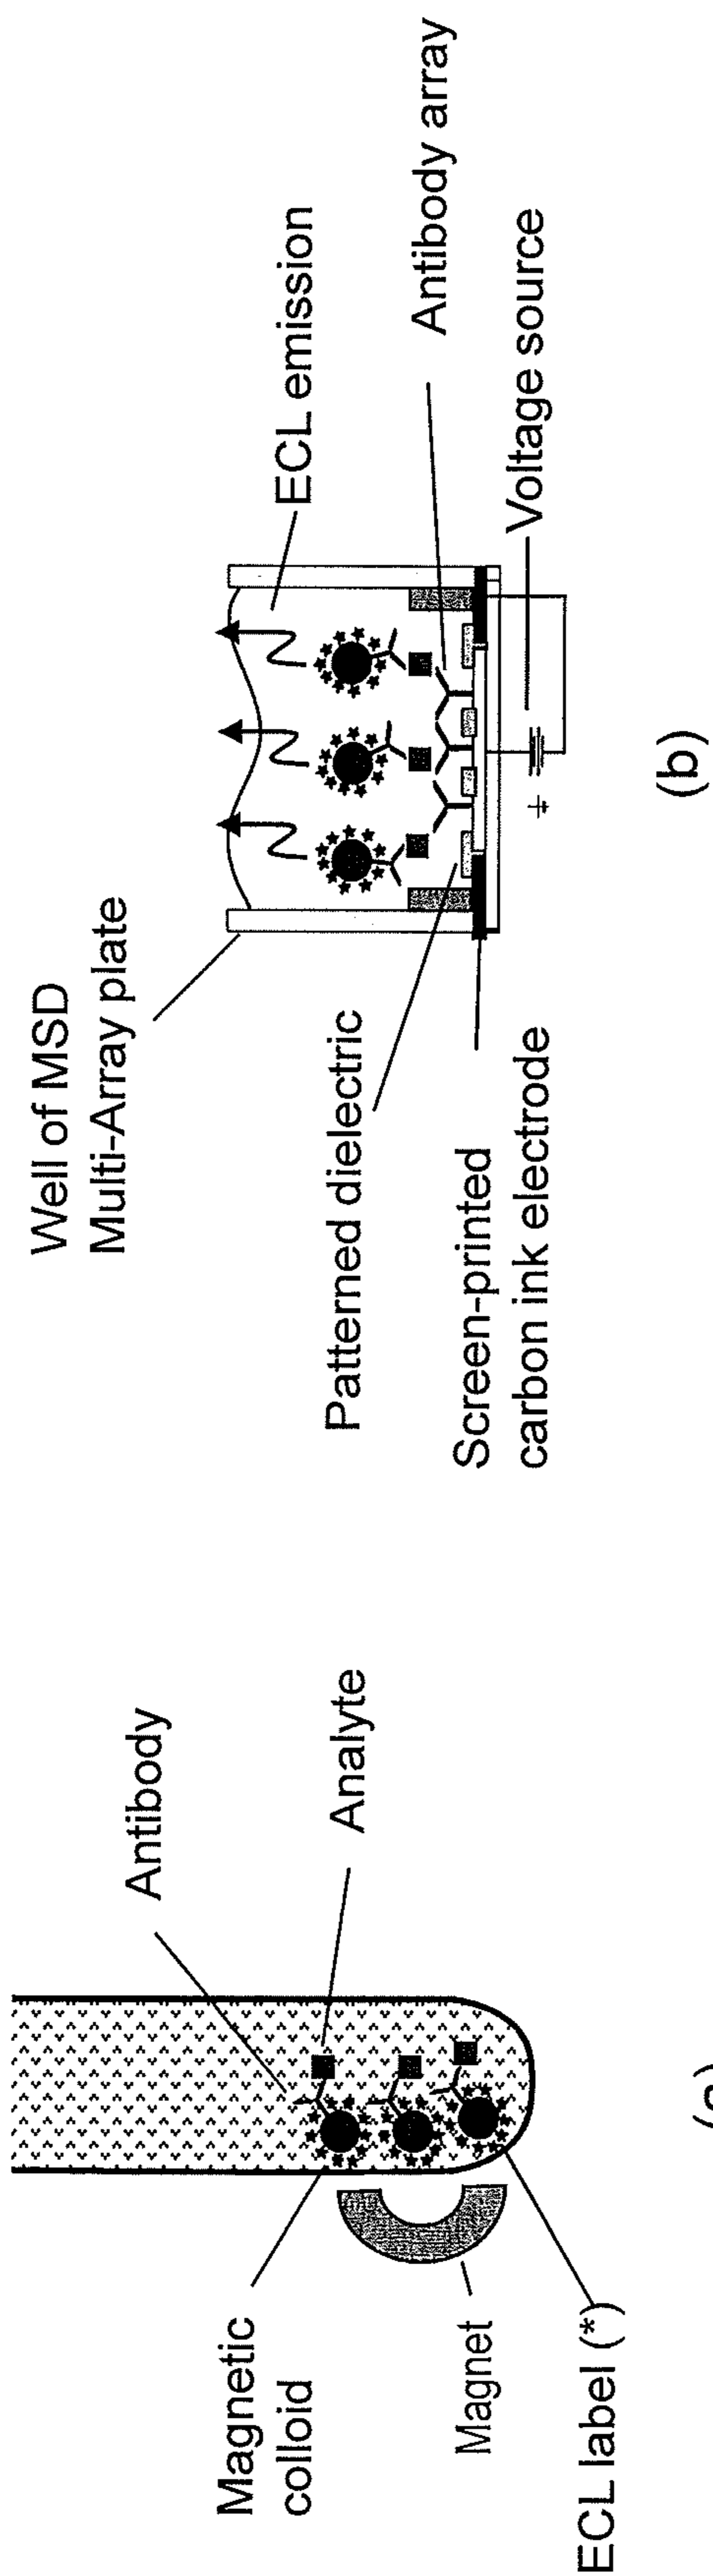 Magnetic
colloid
Antibody
Analyte
Magnet
ECL label (*)
Well of MSD
Multi-Array plate
ECL emission
Antibody array
Patterned dielectric
Voltage source
Screen-printed
carbon ink electrode
+
(b)